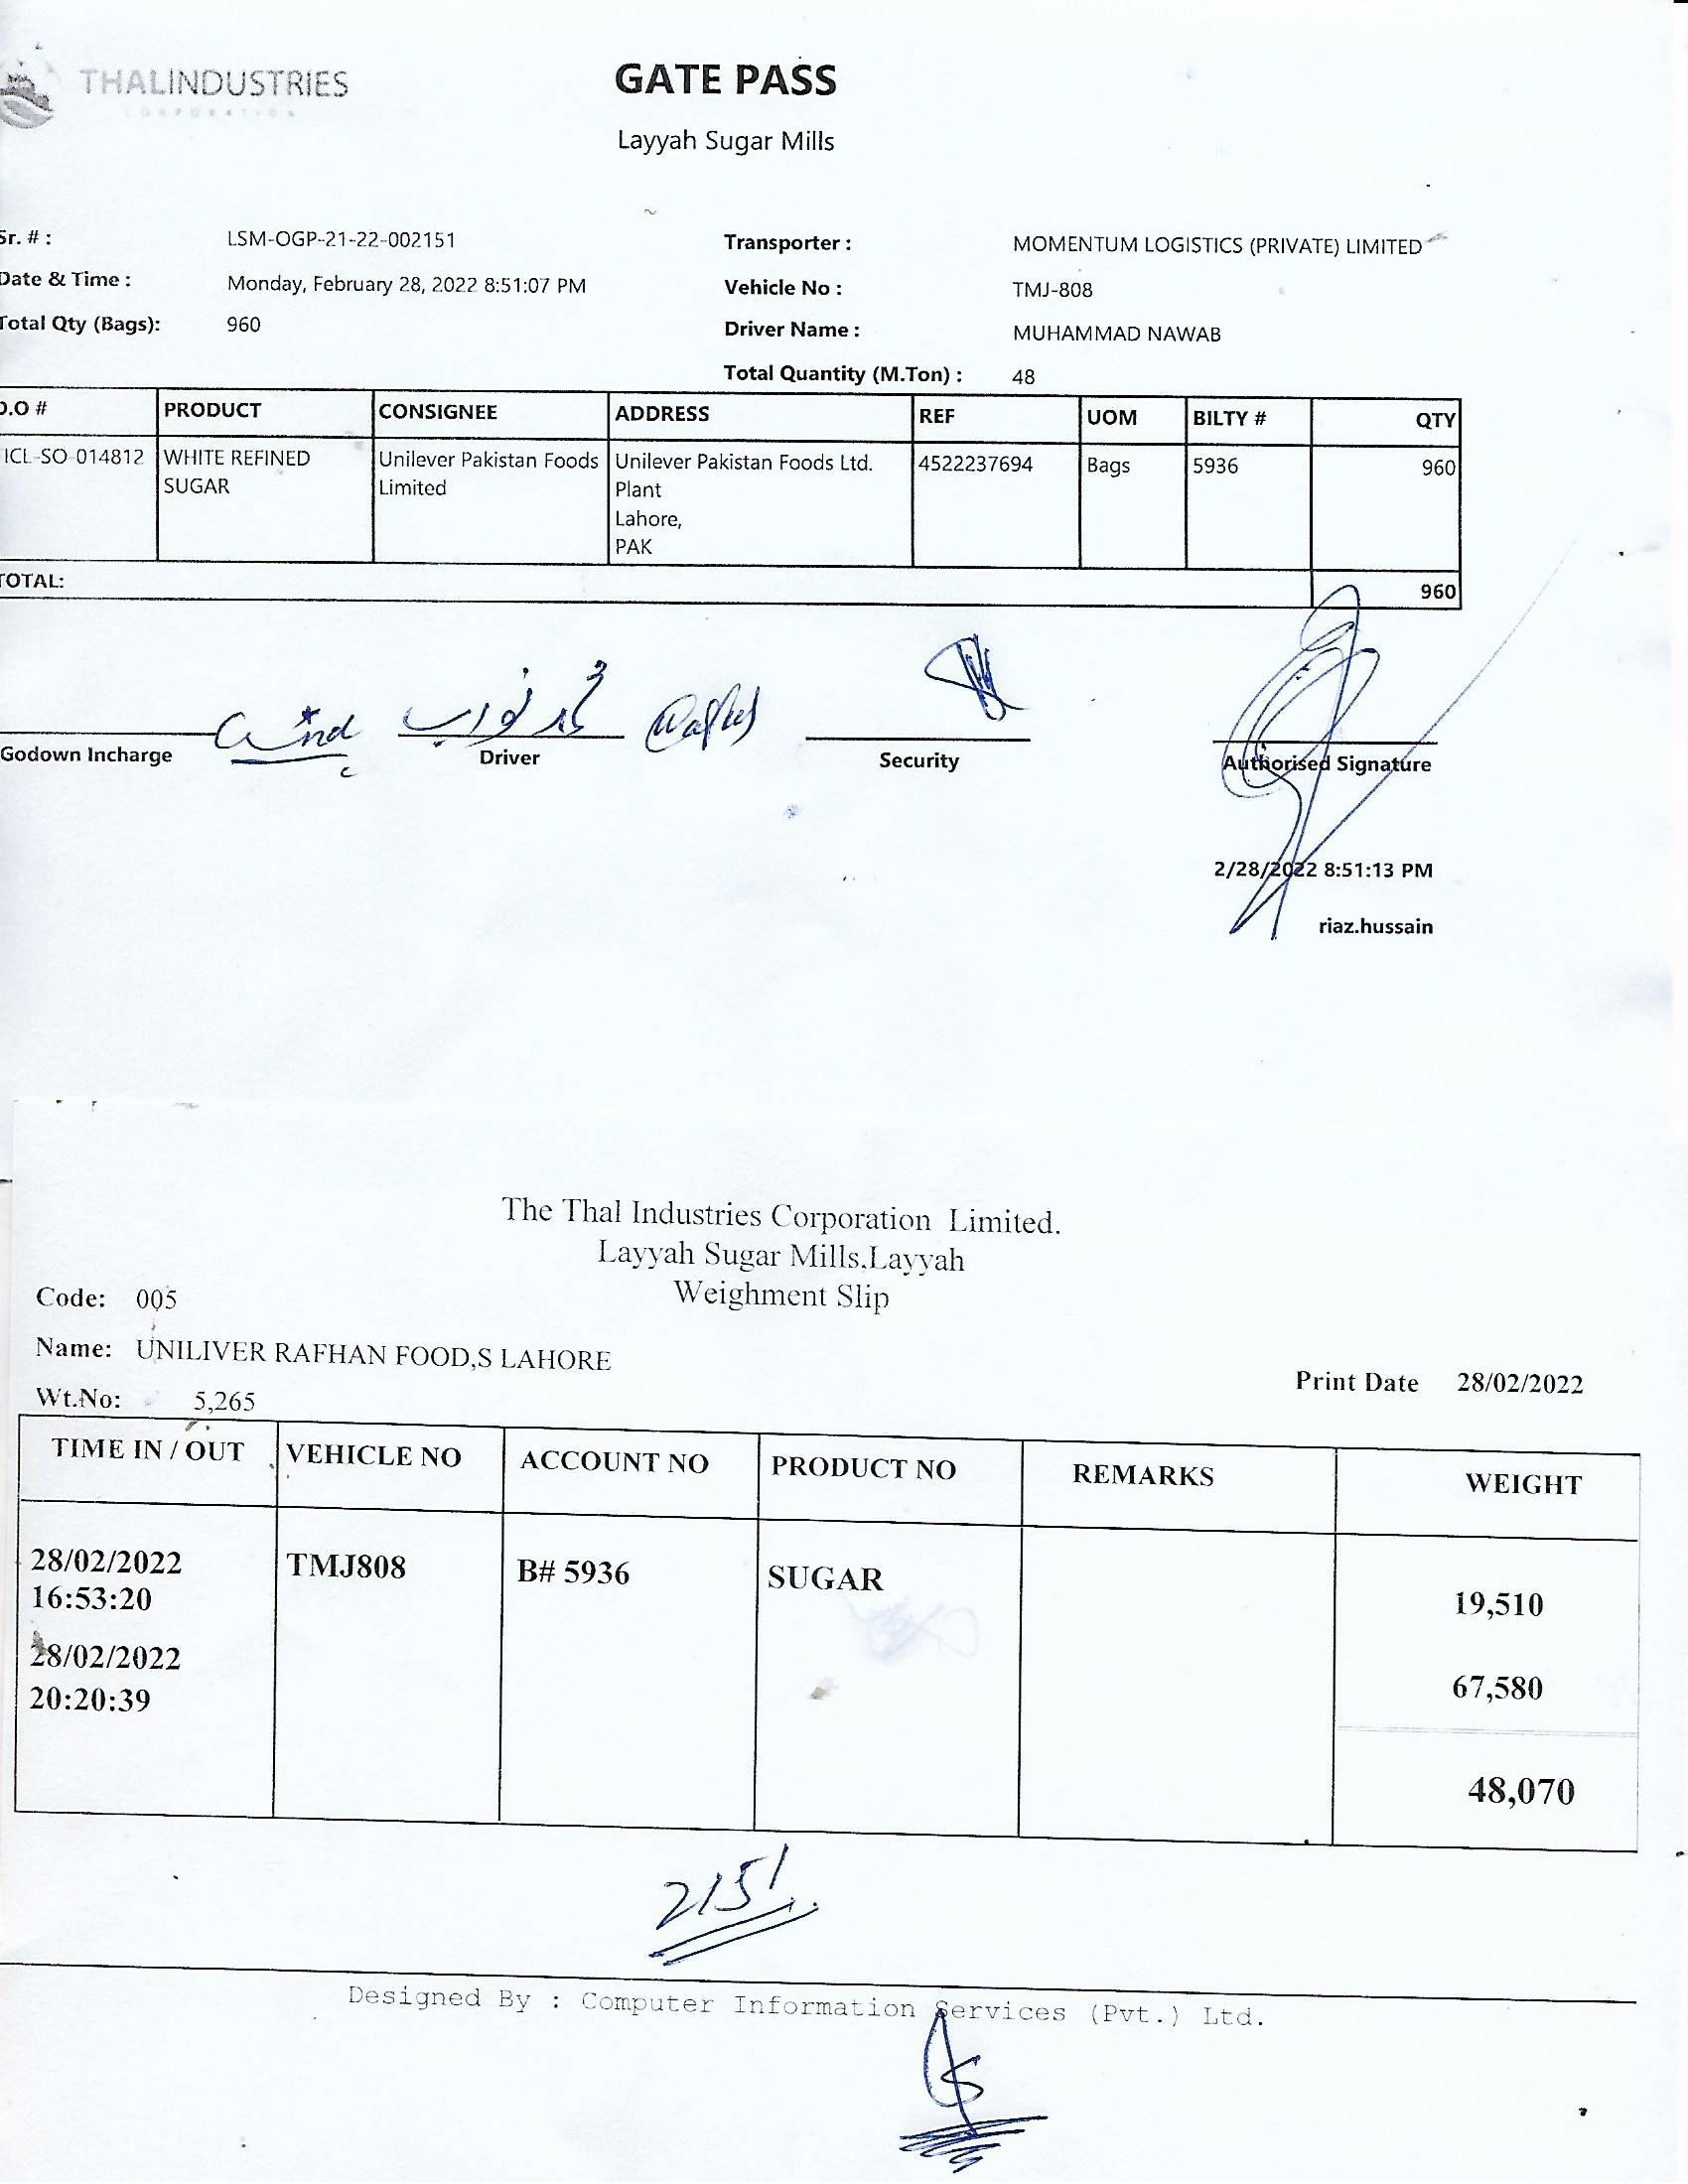 THALINDUSTRIES
CORPORATION
GATE PASS
Layyah Sugar Mills
Sr. # : LSM-OGP-21-22-002151
Date & Time : Monday, February 28, 2022 8:51:07 PM
Total Qty (Bags): 960
Transporter : MOMENTUM LOGISTICS (PRIVATE) LIMITED
Vehicle No : TMJ-808
Driver Name : MUHAMMAD NAWAB
Total Quantity (M.Ton) : 48
D.O # PRODUCT CONSIGNEE ADDRESS REF UOM BILTY # QTY
ICL-SO-014812 WHITE REFINED Unilever Pakistan Foods Unilever Pakistan Foods Ltd. 4522237694 Bags 5936 960
SUGAR Limited Plant
Lahore,
PAK
TOTAL: 960
محمد نواب
Godown Incharge Driver Security Authorised Signature
2/28/2022 8:51:13 PM
riaz.hussain
The Thal Industries Corporation Limited.
Layyah Sugar Mills.Layyah
Weighment Slip
Code: 005
Name: UNILIVER RAFHAN FOOD,S LAHORE
Print Date 28/02/2022
Wt.No: 5,265
TIME IN / OUT VEHICLE NO ACCOUNT NO PRODUCT NO REMARKS WEIGHT
28/02/2022 TMJ808 B# 5936 SUGAR
16:53:20 19,510
28/02/2022
20:20:39 67,580
48,070
2151
Designed By : Computer Information Services (Pvt.) Ltd.